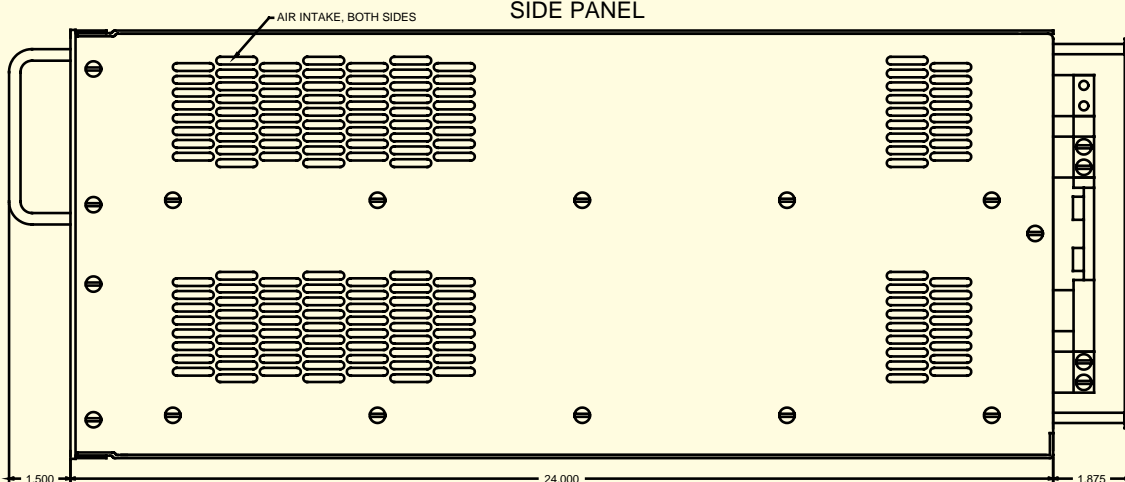 SIDE PANEL
AIR INTAKE, BOTH SIDES
1.500
24.000
1.875